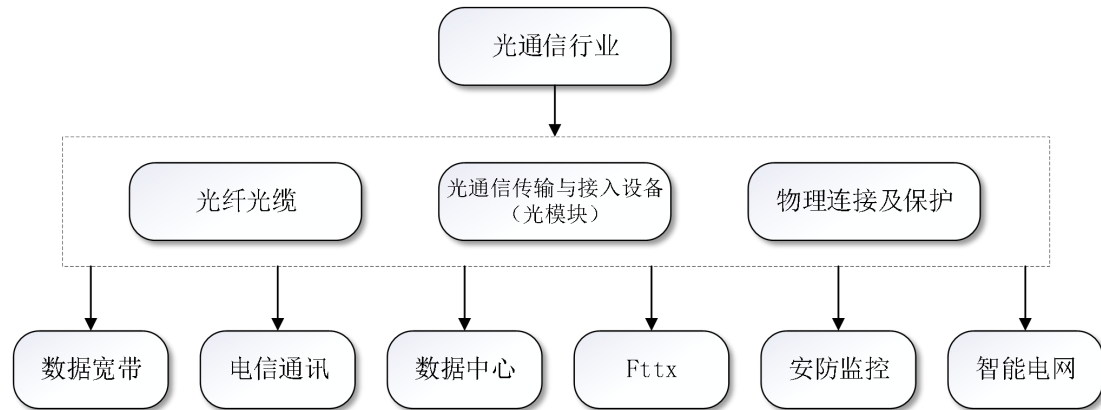 光通信行业
光纤光缆
光通信传输与接入设备
（光模块）
物理连接及保护
数据宽带
电信通讯
数据中心
Fttx
安防监控
智能电网